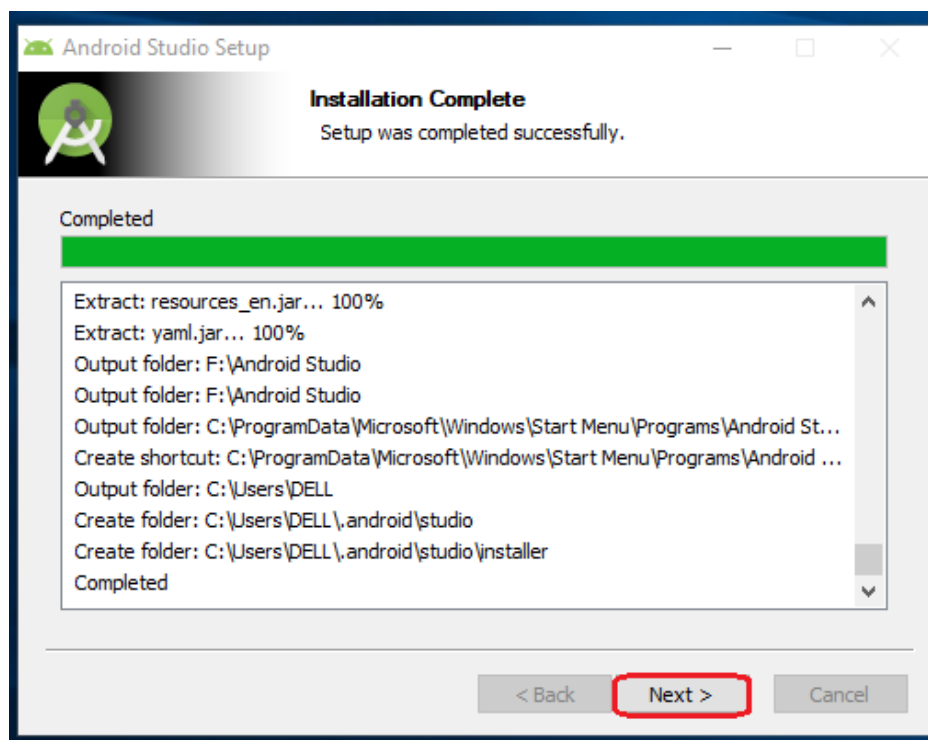 Android Studio Setup
Installation Complete
Setup was completed successfully.
Completed
Extract: resources_en.jar... 100%
Extract: yaml.jar... 100%
Output folder: F:\Android Studio
Output folder: F:\Android Studio
Output folder: C:\ProgramData\Microsoft\Windows\Start Menu\Programs\Android St...
Create shortcut: C:\ProgramData\Microsoft\Windows\Start Menu\Programs\Android ...
Output folder: C:\Users\DELL
Create folder: C:\Users\DELL\.android\studio
Create folder: C:\Users\DELL\.android\studio\installer
Completed
< Back Next > Cancel